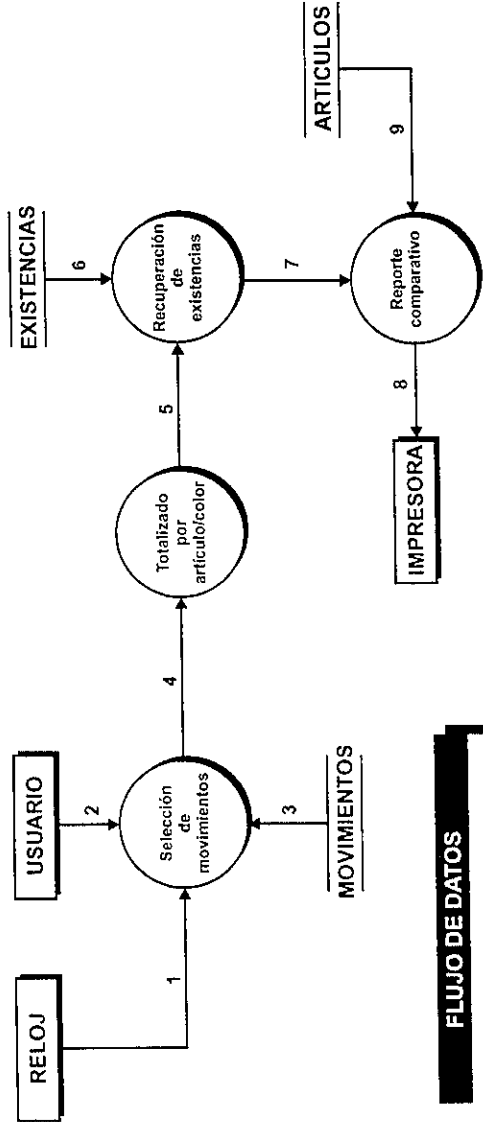 RELOJ
USUARIO
1
2
Selección
de
movimientos
3
MOVIMIENTOS
4
Totalizado
por
artículo/color
5
EXISTENCIAS
6
Recuperación
de
existencias
7
ARTICULOS
9
Reporte
comparativo
8
IMPRESORA
FLUJO DE DATOS